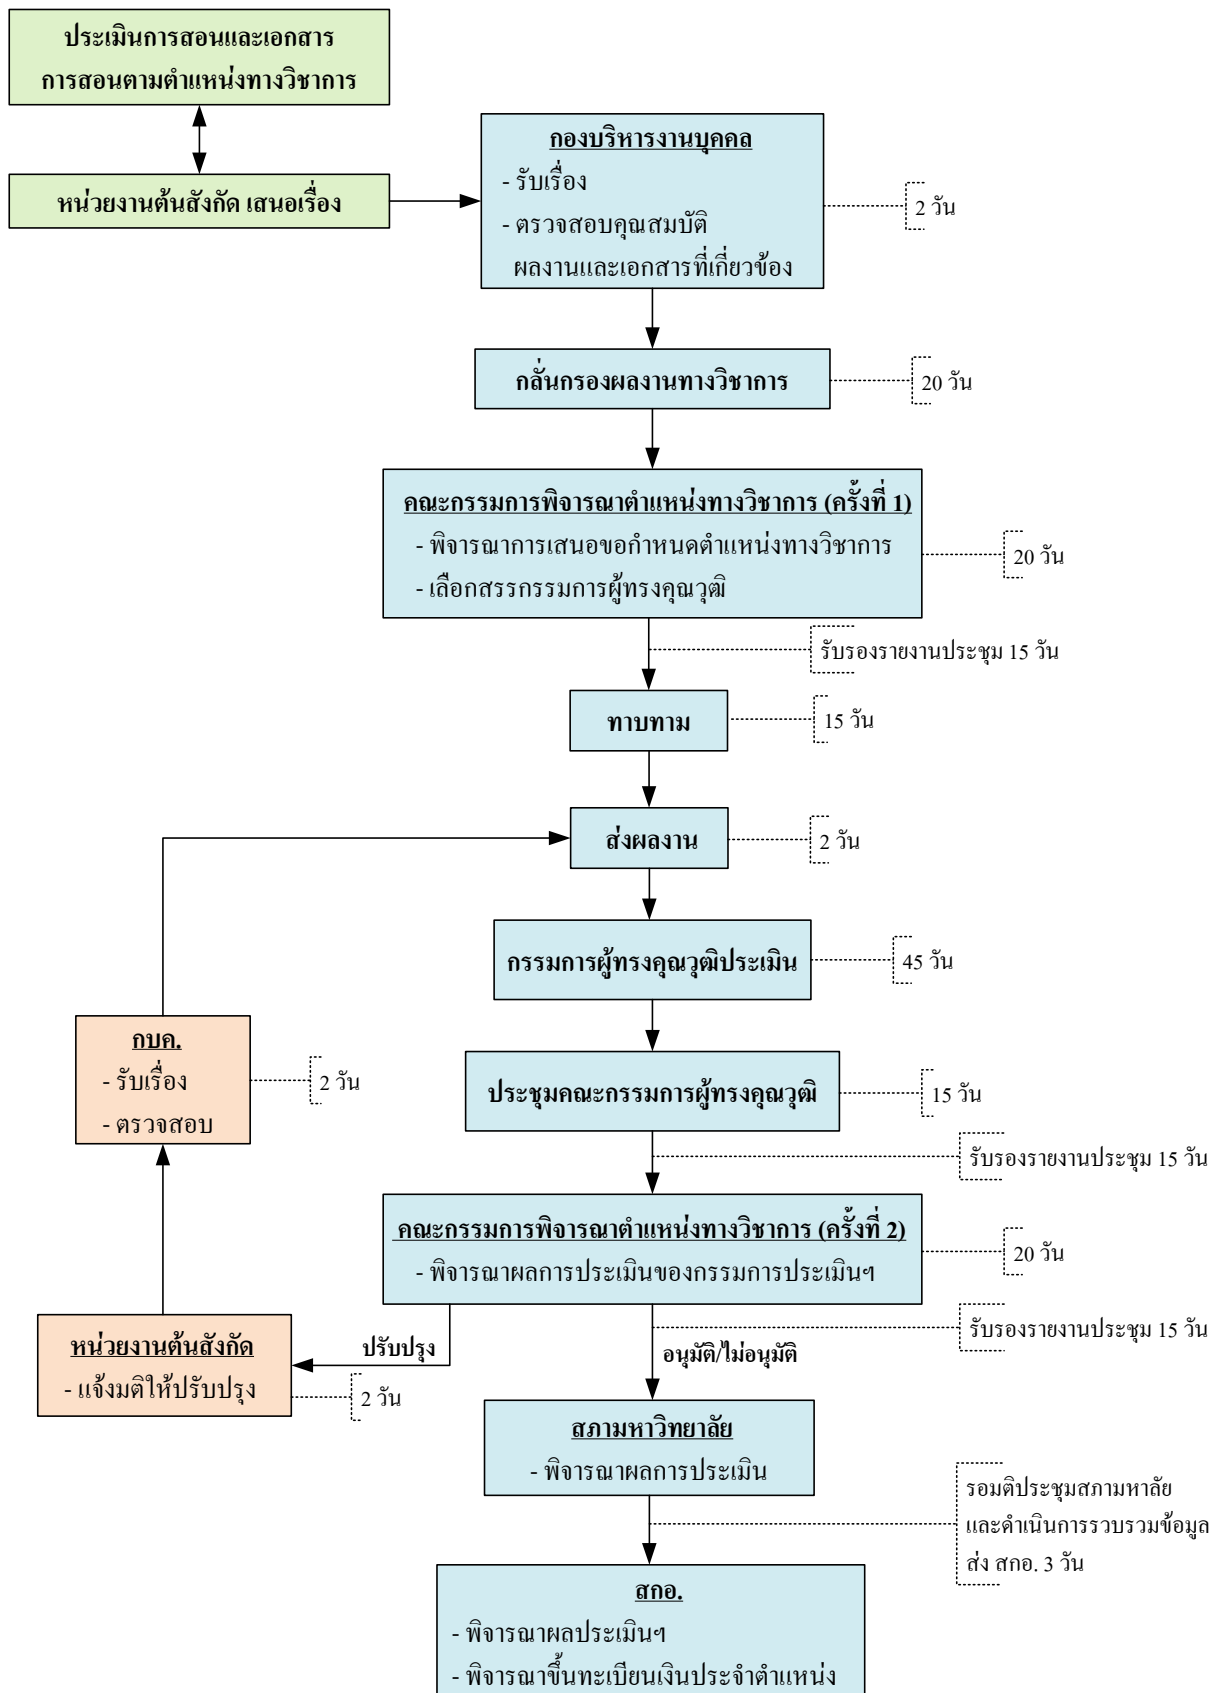 ประเมินการสอนและเอกสาร
การสอนตามตำแหน่งทางวิชาการ
หน่วยงานต้นสังกัด เสนอเรื่อง
กองบริหารงานบุคคล
- รับเรื่อง
- ตรวจสอบคุณสมบัติ
ผลงานและเอกสารที่เกี่ยวข้อง
2 วัน
กลั่นกรองผลงานทางวิชาการ
20 วัน
คณะกรรมการพิจารณาตำแหน่งทางวิชาการ (ครั้งที่ 1)
- พิจารณาการเสนอขอกำหนดตำแหน่งทางวิชาการ
- เลือกสรรกรรมการผู้ทรงคุณวุฒิ
20 วัน
รับรองรายงานประชุม 15 วัน
ทาบทาม
15 วัน
ส่งผลงาน
2 วัน
กรรมการผู้ทรงคุณวุฒิประเมิน
45 วัน
กบค.
- รับเรื่อง
- ตรวจสอบ
2 วัน
ประชุมคณะกรรมการผู้ทรงคุณวุฒิ
15 วัน
รับรองรายงานประชุม 15 วัน
คณะกรรมการพิจารณาตำแหน่งทางวิชาการ (ครั้งที่ 2)
- พิจารณาผลการประเมินของกรรมการประเมินฯ
20 วัน
รับรองรายงานประชุม 15 วัน
ปรับปรุง
อนุมัติ/ไม่อนุมัติ
หน่วยงานต้นสังกัด
- แจ้งมติให้ปรับปรุง
2 วัน
สภามหาวิทยาลัย
- พิจารณาผลการประเมิน
รอมติประชุมสภามหาลัย
และดำเนินการรวบรวมข้อมูล
ส่ง สกอ. 3 วัน
สกอ.
- พิจารณาผลประเมินฯ
- พิจารณาขึ้นทะเบียนเงินประจำตำแหน่ง